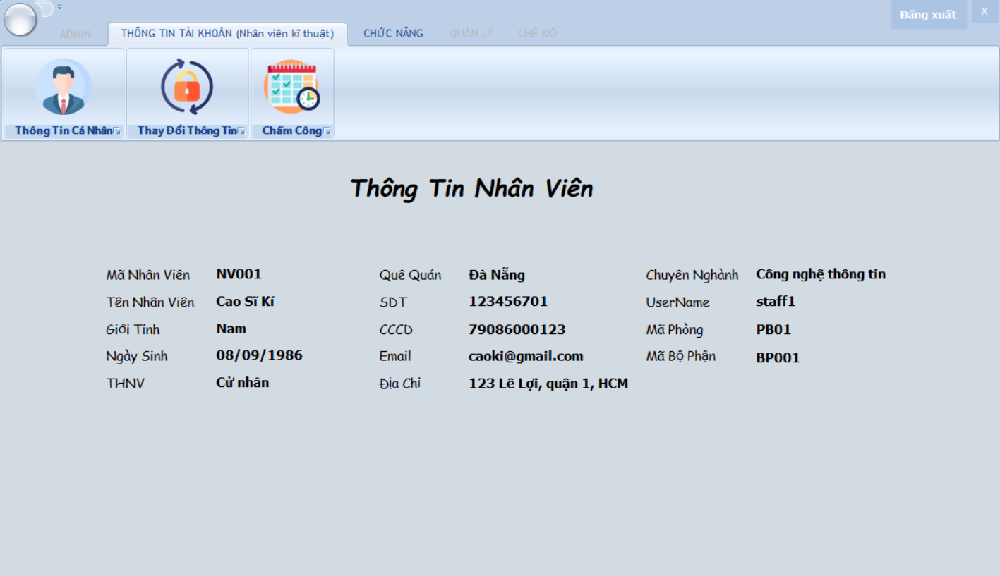 Đăng xuất X
ADMIN THÔNG TIN TÀI KHOẢN (Nhân viên kĩ thuật) CHỨC NĂNG QUẢN LÝ CHẾ ĐỘ
Thông Tin Cá Nhân Thay Đổi Thông Tin Chấm Công
Thông Tin Nhân Viên
Mã Nhân Viên NV001 Quê Quán Đà Nẵng Chuyên Nghành Công nghệ thông tin
Tên Nhân Viên Cao Sĩ Kí SDT 123456701 UserName staff1
Giới Tính Nam CCCD 79086000123 Mã Phòng PB01
Ngày Sinh 08/09/1986 Email caoki@gmail.com Mã Bộ Phận BP001
THNV Cử nhân Địa Chỉ 123 Lê Lợi, quận 1, HCM